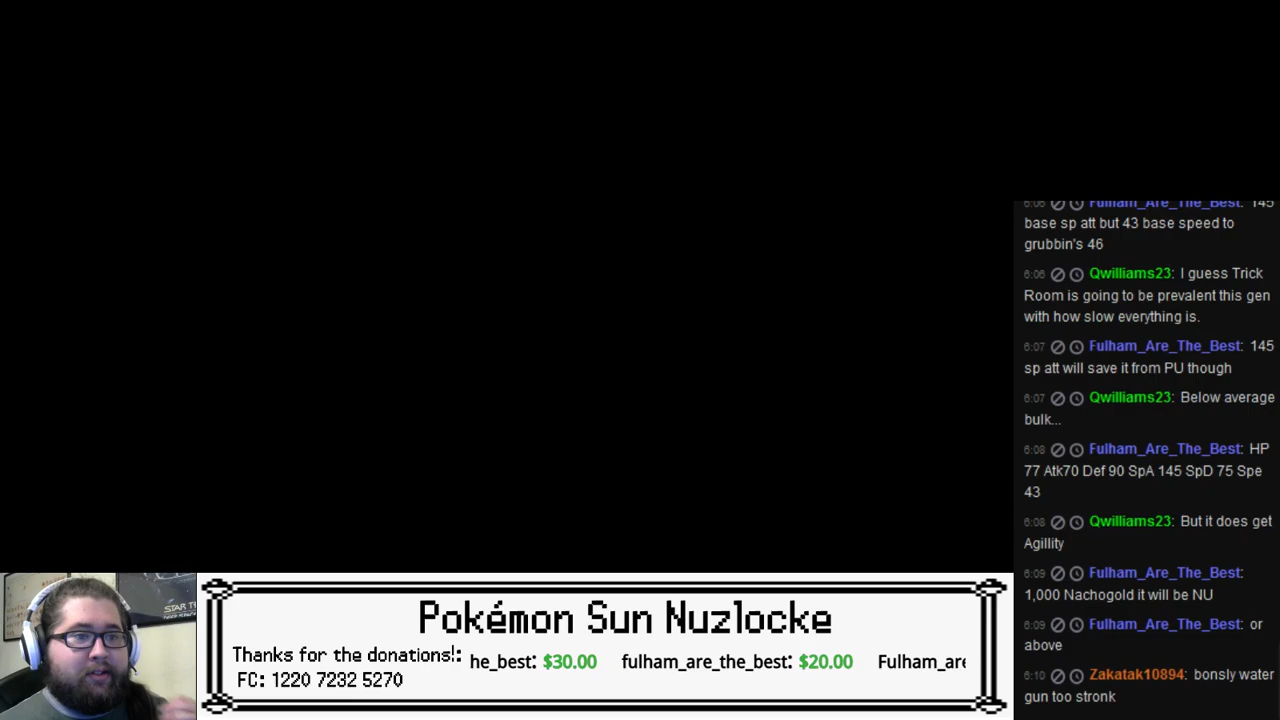 6:06 Fulham_Are_The_Best: 145
base sp att but 43 base speed to
grubbin's 46
6:06 Qwilliams23: I guess Trick
Room is going to be prevalent this gen
with how slow everything is.
6:07 Fulham_Are_The_Best: 145
sp att will save it from PU though
6:07 Qwilliams23: Below average
bulk...
6:08 Fulham_Are_The_Best: HP
77 Atk70 Def 90 SpA 145 SpD 75 Spe
43
6:08 Qwilliams23: But it does get
Agillity
6:09 Fulham_Are_The_Best:
1,000 Nachogold it will be NU
6:09 Fulham_Are_The_Best: or
above
6:10 Zakatak10894: bonsly water
gun too stronk
STAR
Pokémon Sun Nuzlocke
Thanks for the donations!: he_best: $30.00 fulham_are_the_best: $20.00 Fulham_are
FC: 1220 7232 5270